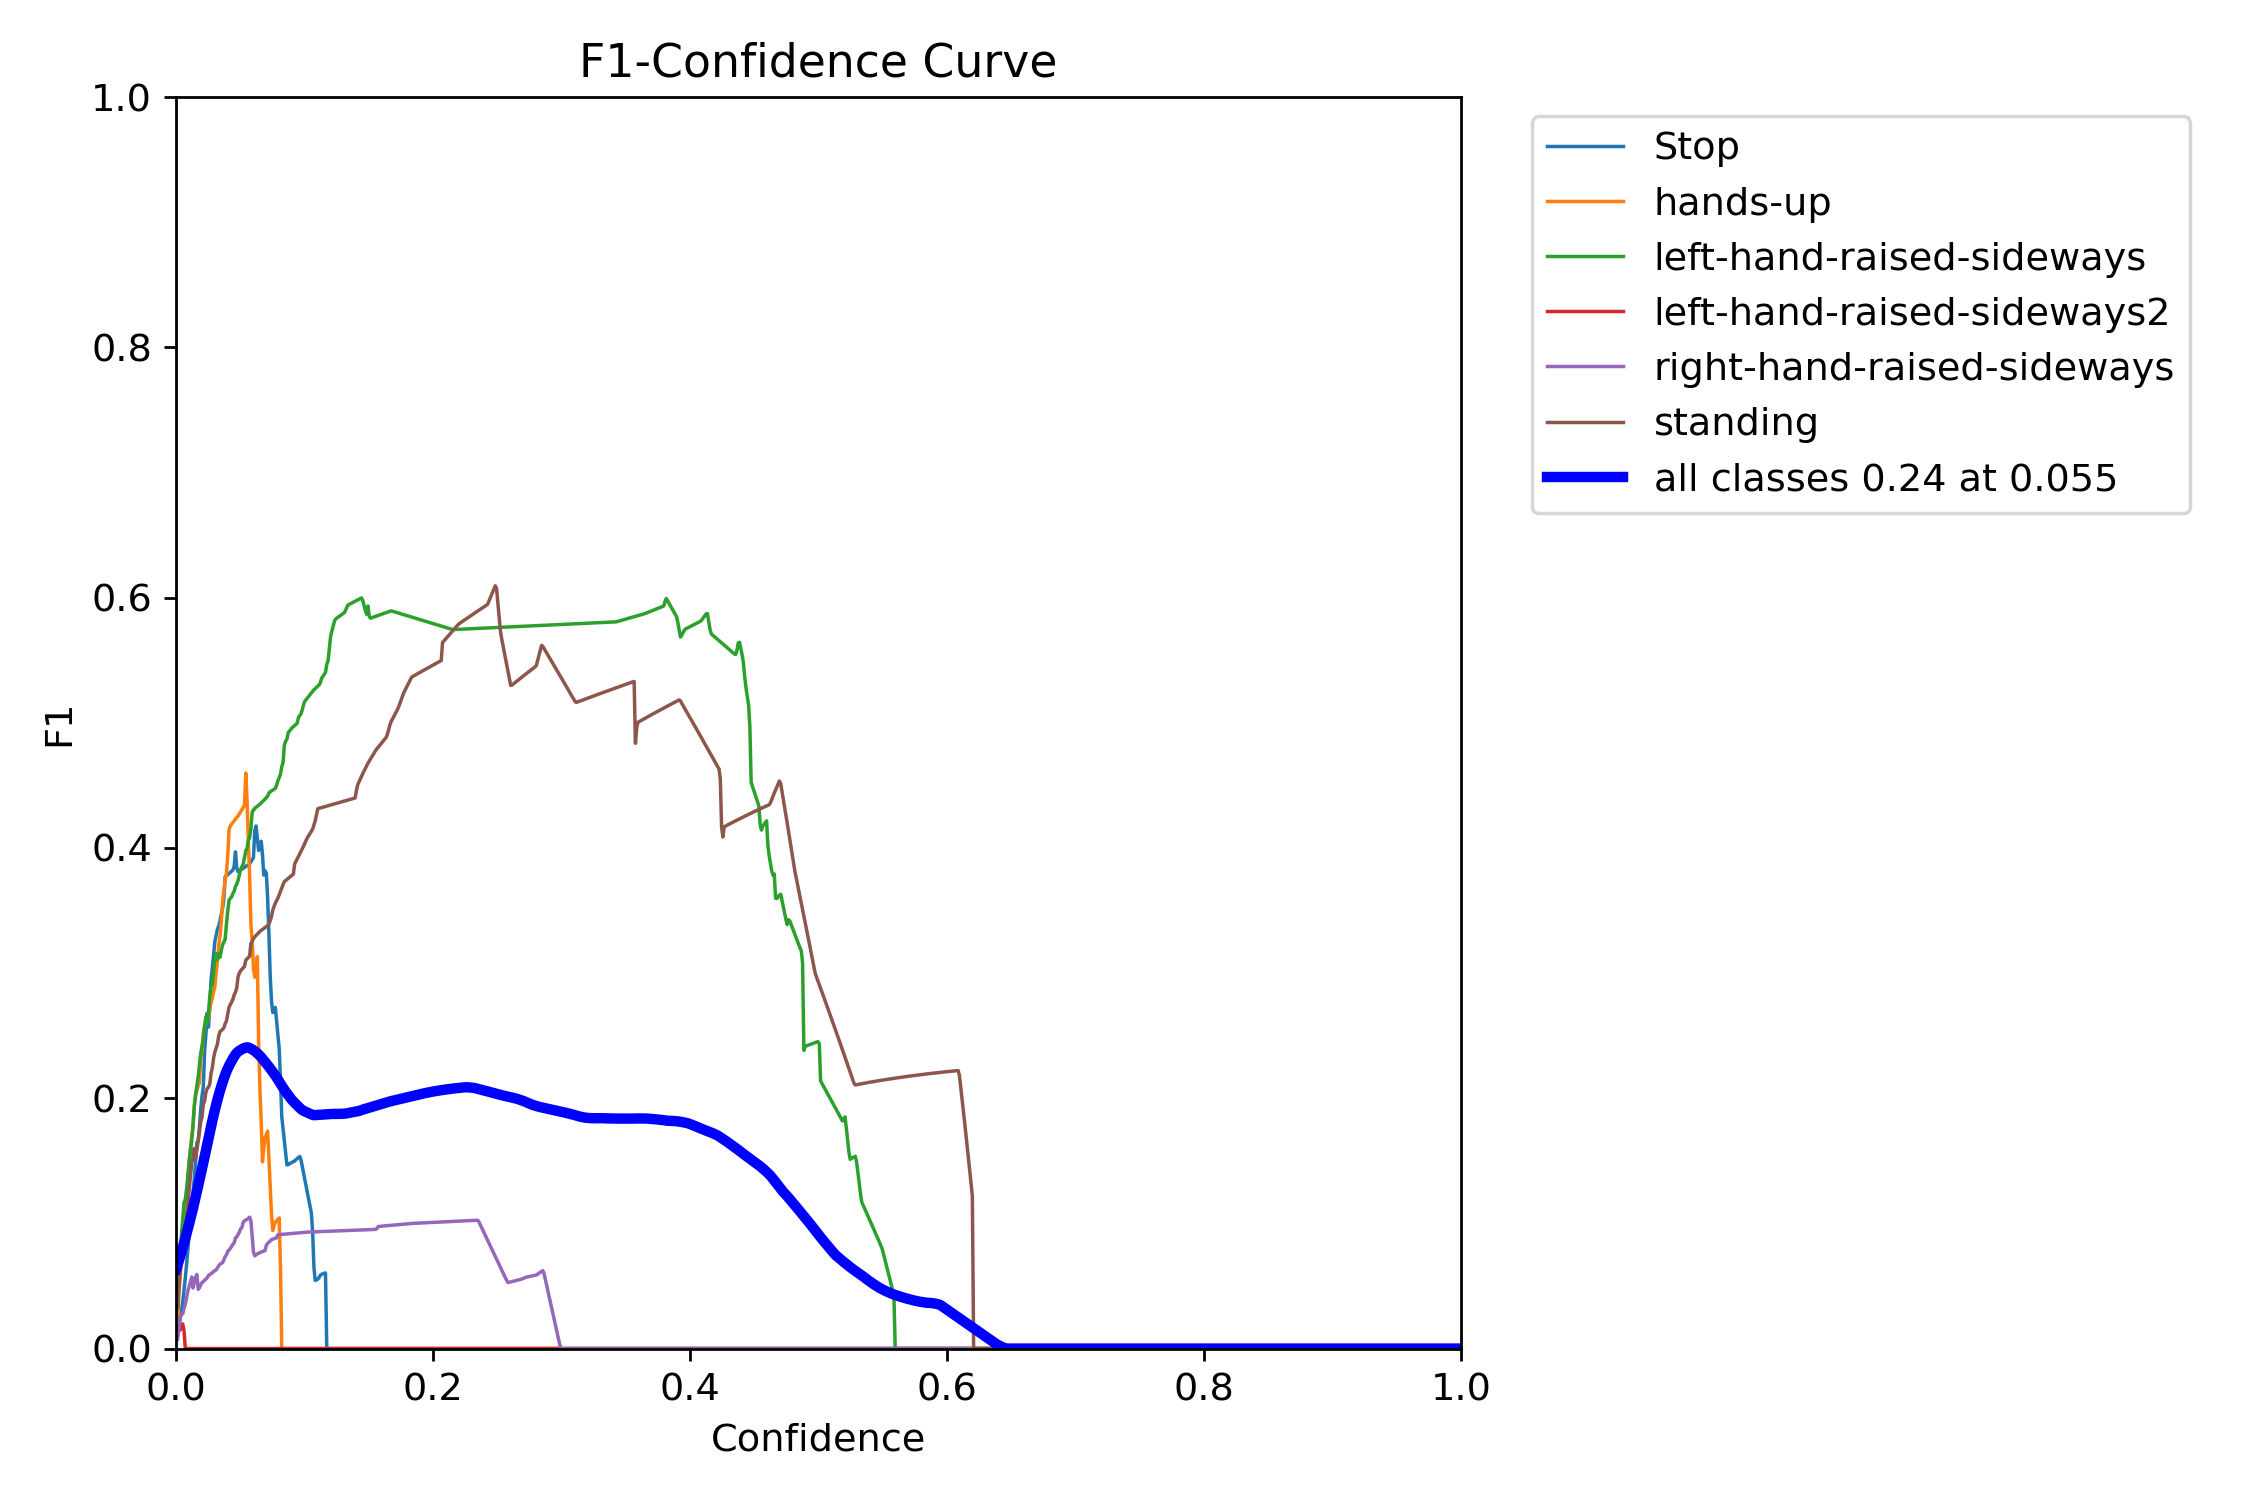 F1-Confidence Curve
1.0
0.8
0.6
0.4
0.2
0.0
F1
0.0 0.2 0.4 0.6 0.8 1.0
Confidence
Stop
hands-up
left-hand-raised-sideways
left-hand-raised-sideways2
right-hand-raised-sideways
standing
all classes 0.24 at 0.055